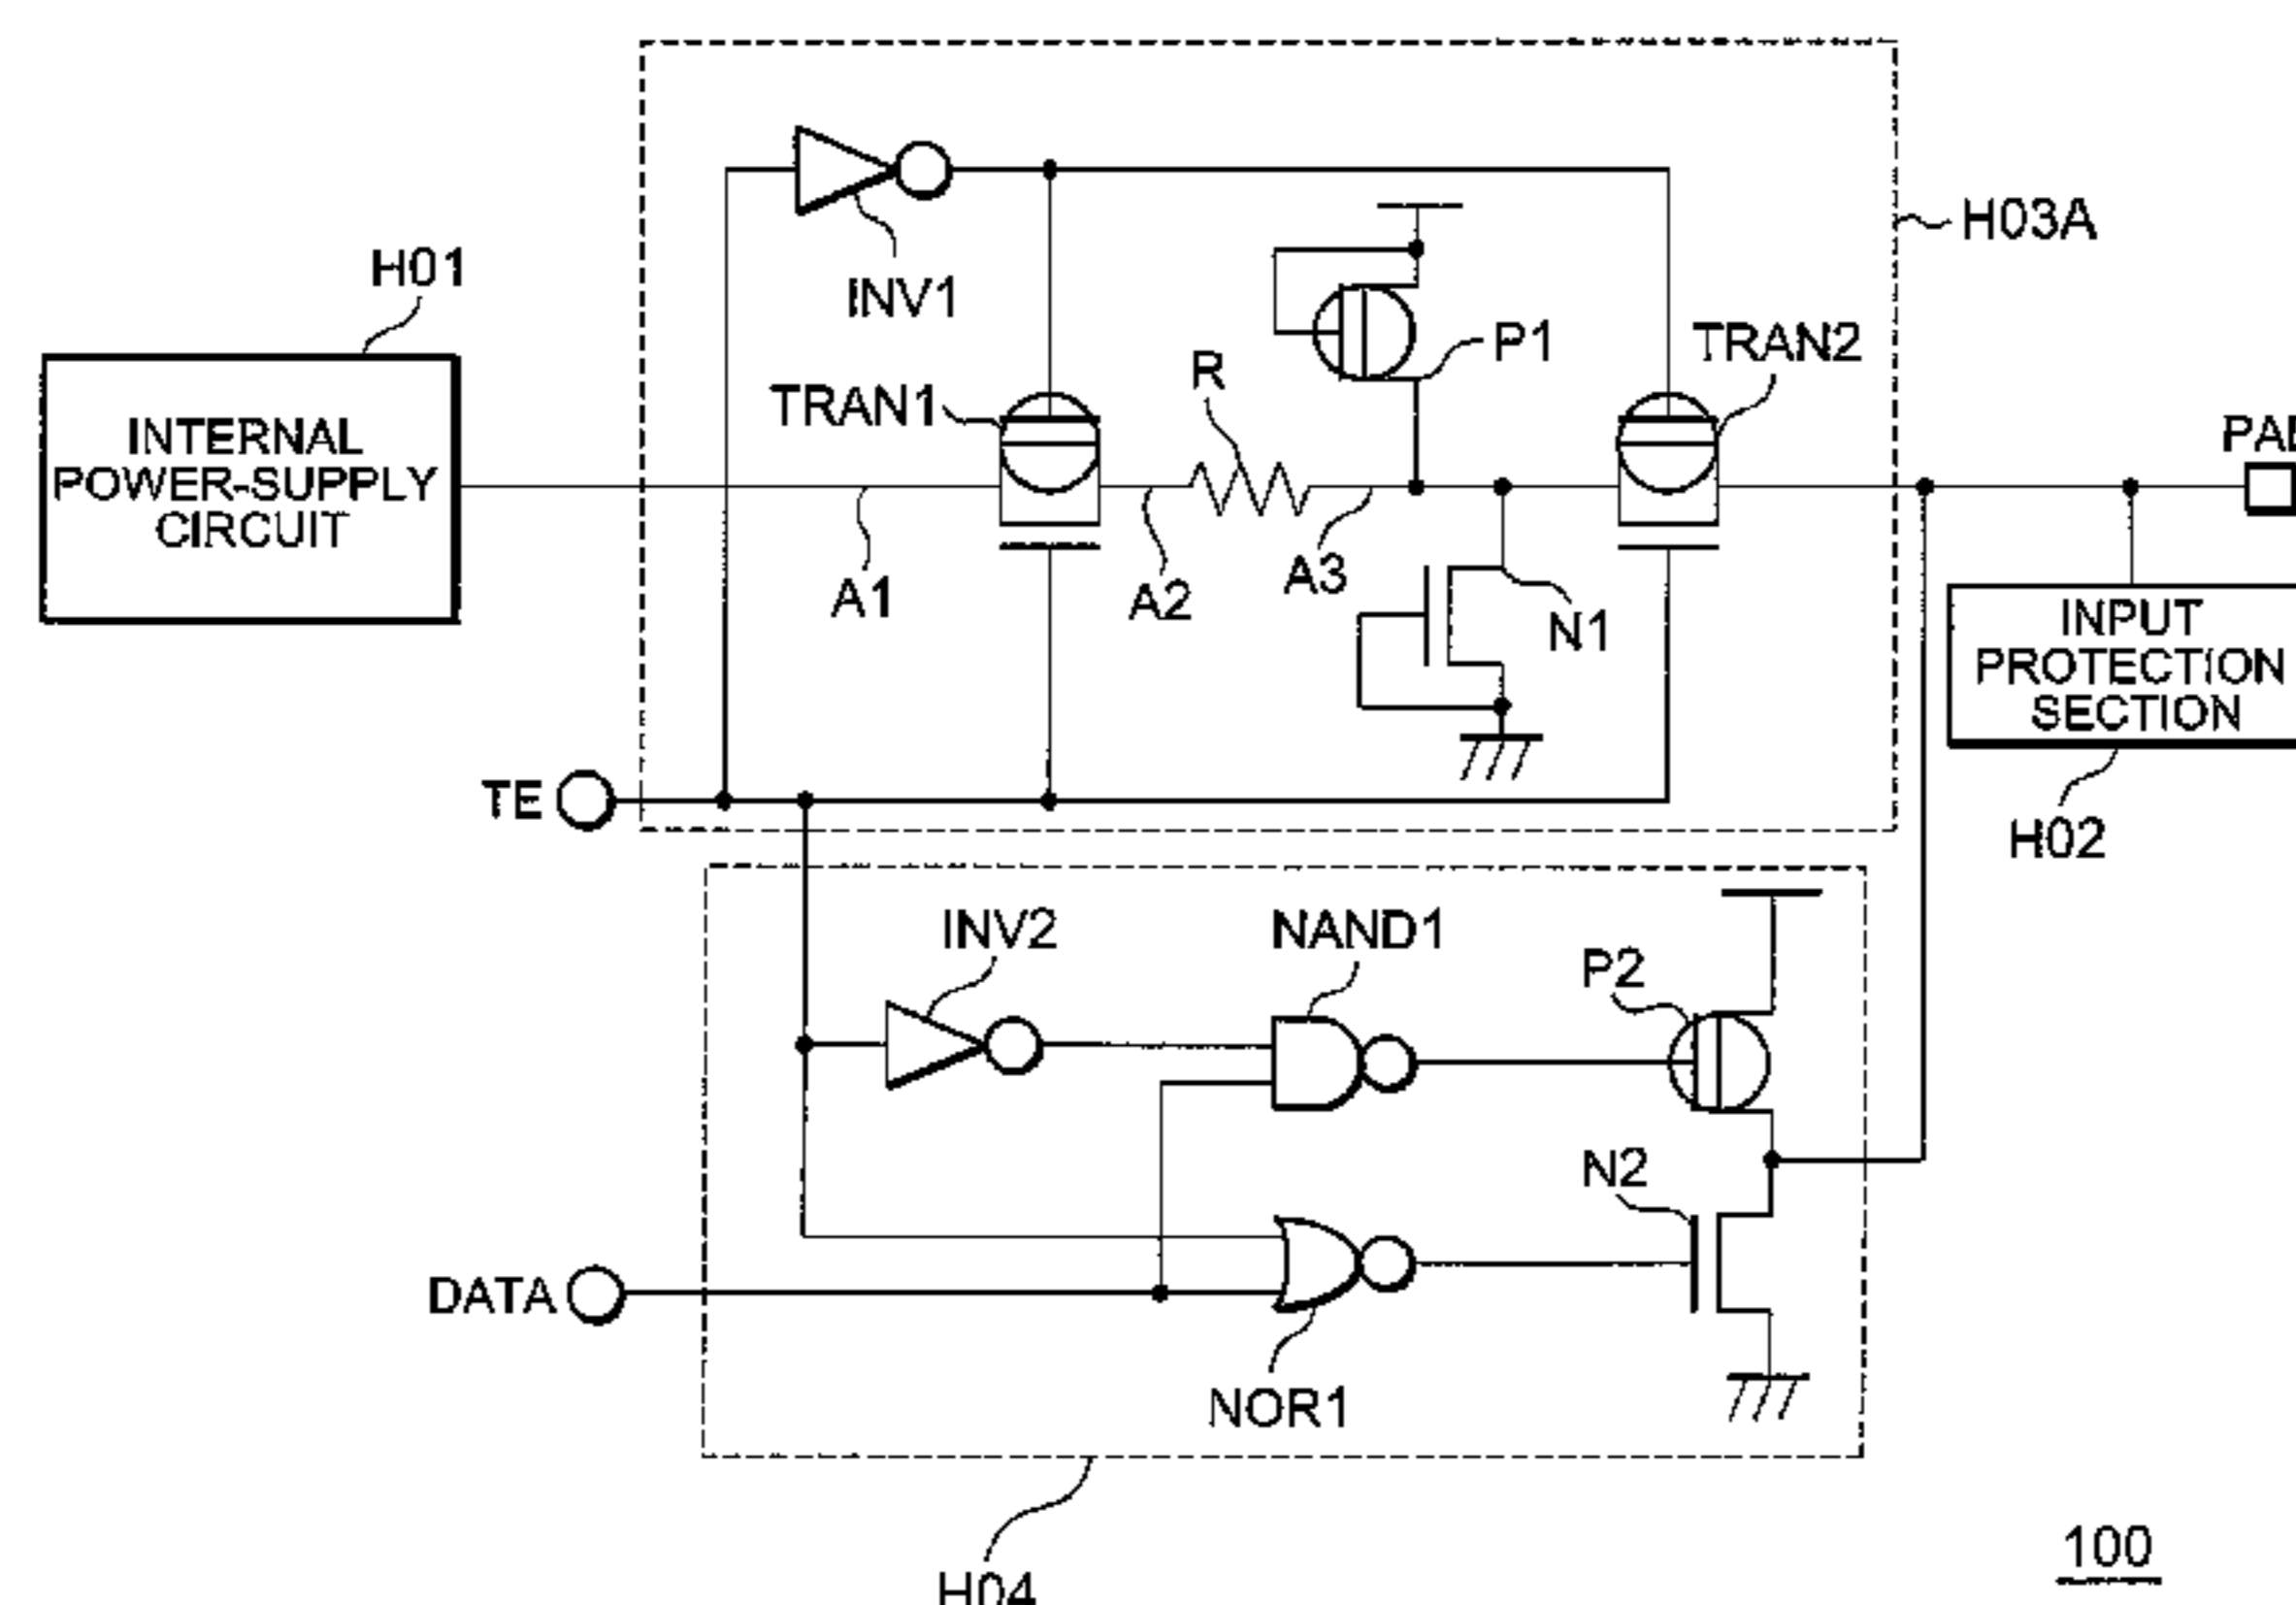 H03A
H01
INV1
P1
TRAN2
R
TRAN1
INTERNAL
POWER-SUPPLY
CIRCUIT
A1
A2
A3
N1
INPUT
PROTECTION
SECTION
TE
H02
INV2
NAND1
P2
N2
DATA
NOR1
H04
100